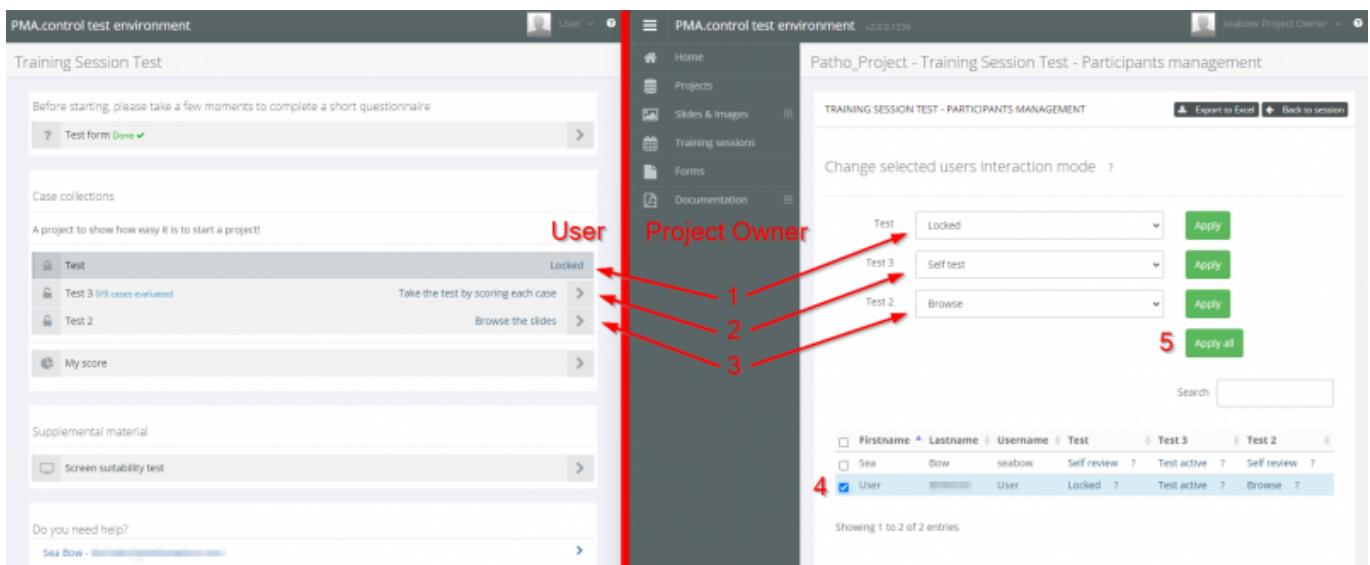 PMA.control test environment
User
Training Session Test
Before starting, please take a few moments to complete a short questionnaire
? Test form Done ✔
Case collections
A project to show how easy it is to start a project!
User
Test Locked
Test 3 0/9 cases evaluated Take the test by scoring each case
Test 2 Browse the slides
My score
Supplemental material
Screen suitability test
Do you need help?
Sea Bow -
PMA.control test environment v2.0.0.1336
seabow Project Owner
Home
Projects
Slides & Images
Training sessions
Forms
Documentation
Project Owner
1
2
3
Patho_Project - Training Session Test - Participants management
TRAINING SESSION TEST - PARTICIPANTS MANAGEMENT
Export to Excel Back to session
Change selected users interaction mode ?
Test Locked Apply
Test 3 Self test Apply
Test 2 Browse Apply
5 Apply all
Search
Firstname Lastname Username Test Test 3 Test 2
Sea Bow seabow Self review ? Test active ? Self review ?
4 User User Locked ? Test active ? Browse ?
Showing 1 to 2 of 2 entries